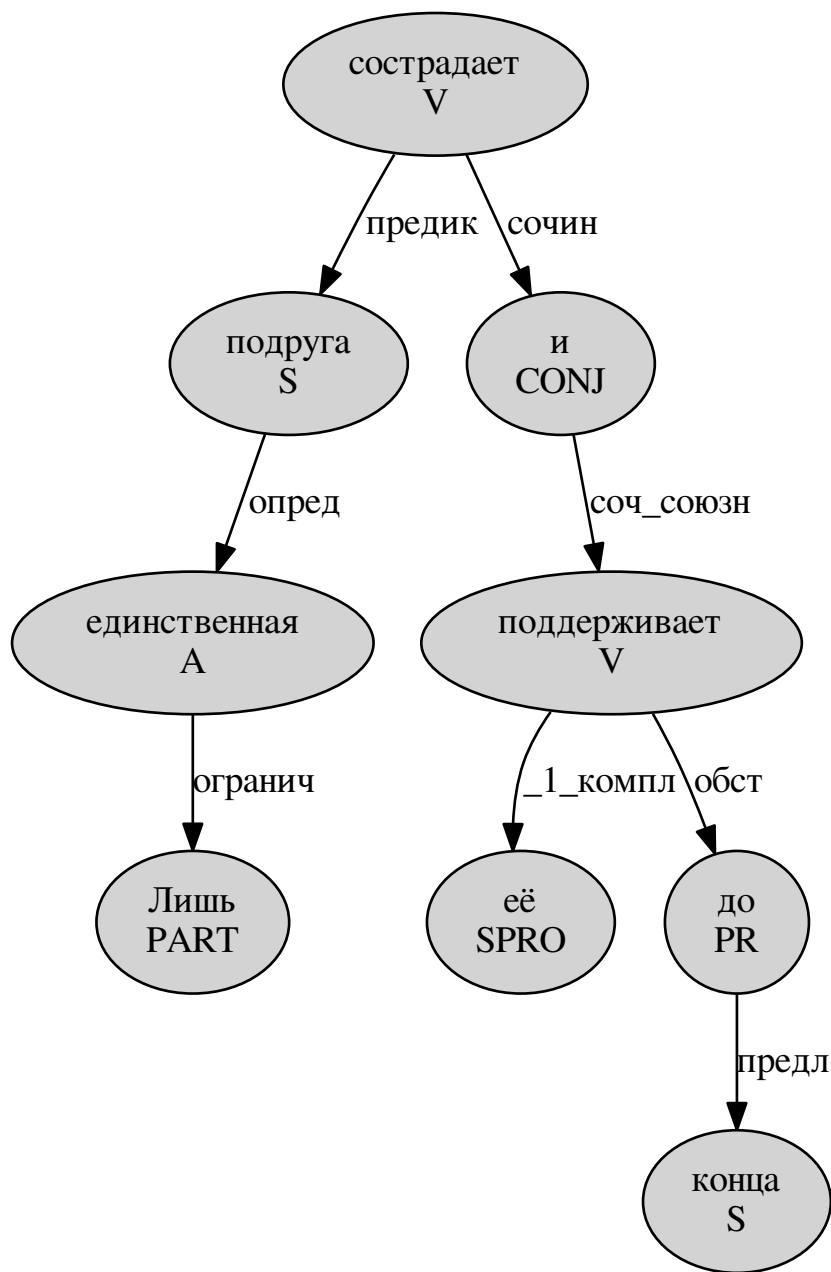 сострадает
V
предик
сочин
подруга
S
и
CONJ
опред
соч_союзн
единственная
A
поддерживает
V
огранич
_1_компл
обст
Лишь
PART
её
SPRO
до
PR
предл
конца
S